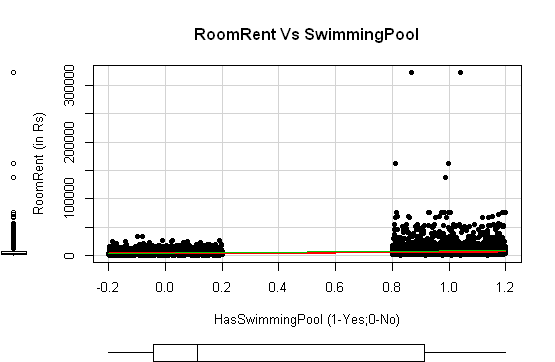 RoomRent Vs SwimmingPool
RoomRent (in Rs)
300000
200000
100000
0
-0.2 0.0 0.2 0.4 0.6 0.8 1.0 1.2
HasSwimmingPool (1-Yes;0-No)